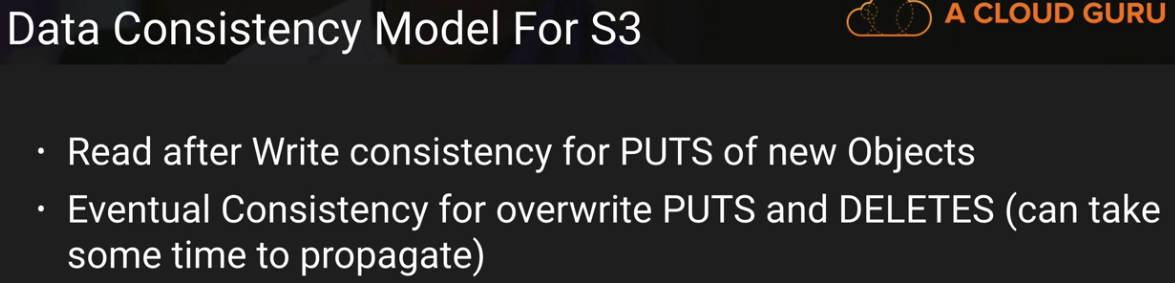 Data Consistency Model For S3
A CLOUD GURU
· Read after Write consistency for PUTS of new Objects
· Eventual Consistency for overwrite PUTS and DELETES (can take
some time to propagate)